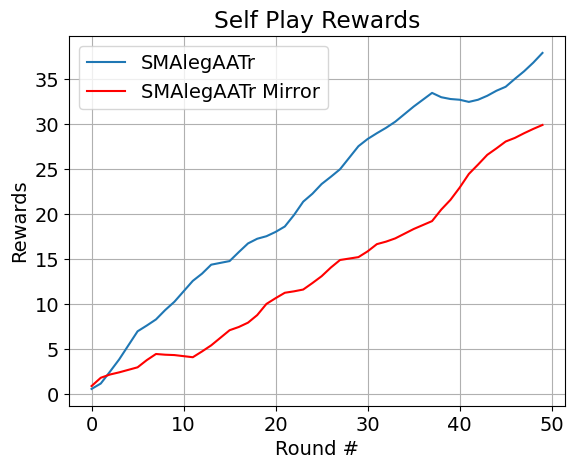 Self Play Rewards
SMAlegAATr
SMAlegAATr Mirror
Rewards
35
30
25
20
15
10
5
0
0 10 20 30 40 50
Round #